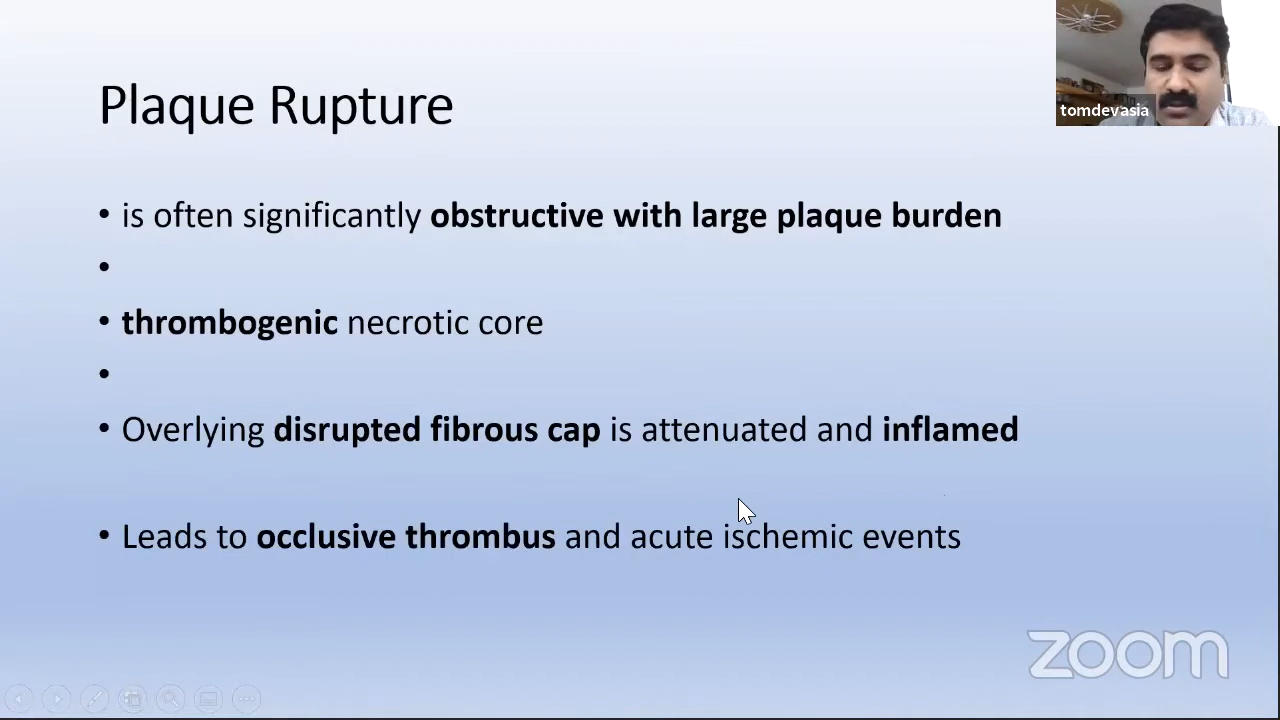 Plaque Rupture
tomdevasia
• is often significantly obstructive with large plaque burden
•
• thrombogenic necrotic core
•
• Overlying disrupted fibrous cap is attenuated and inflamed
• Leads to occlusive thrombus and acute ischemic events
zoom